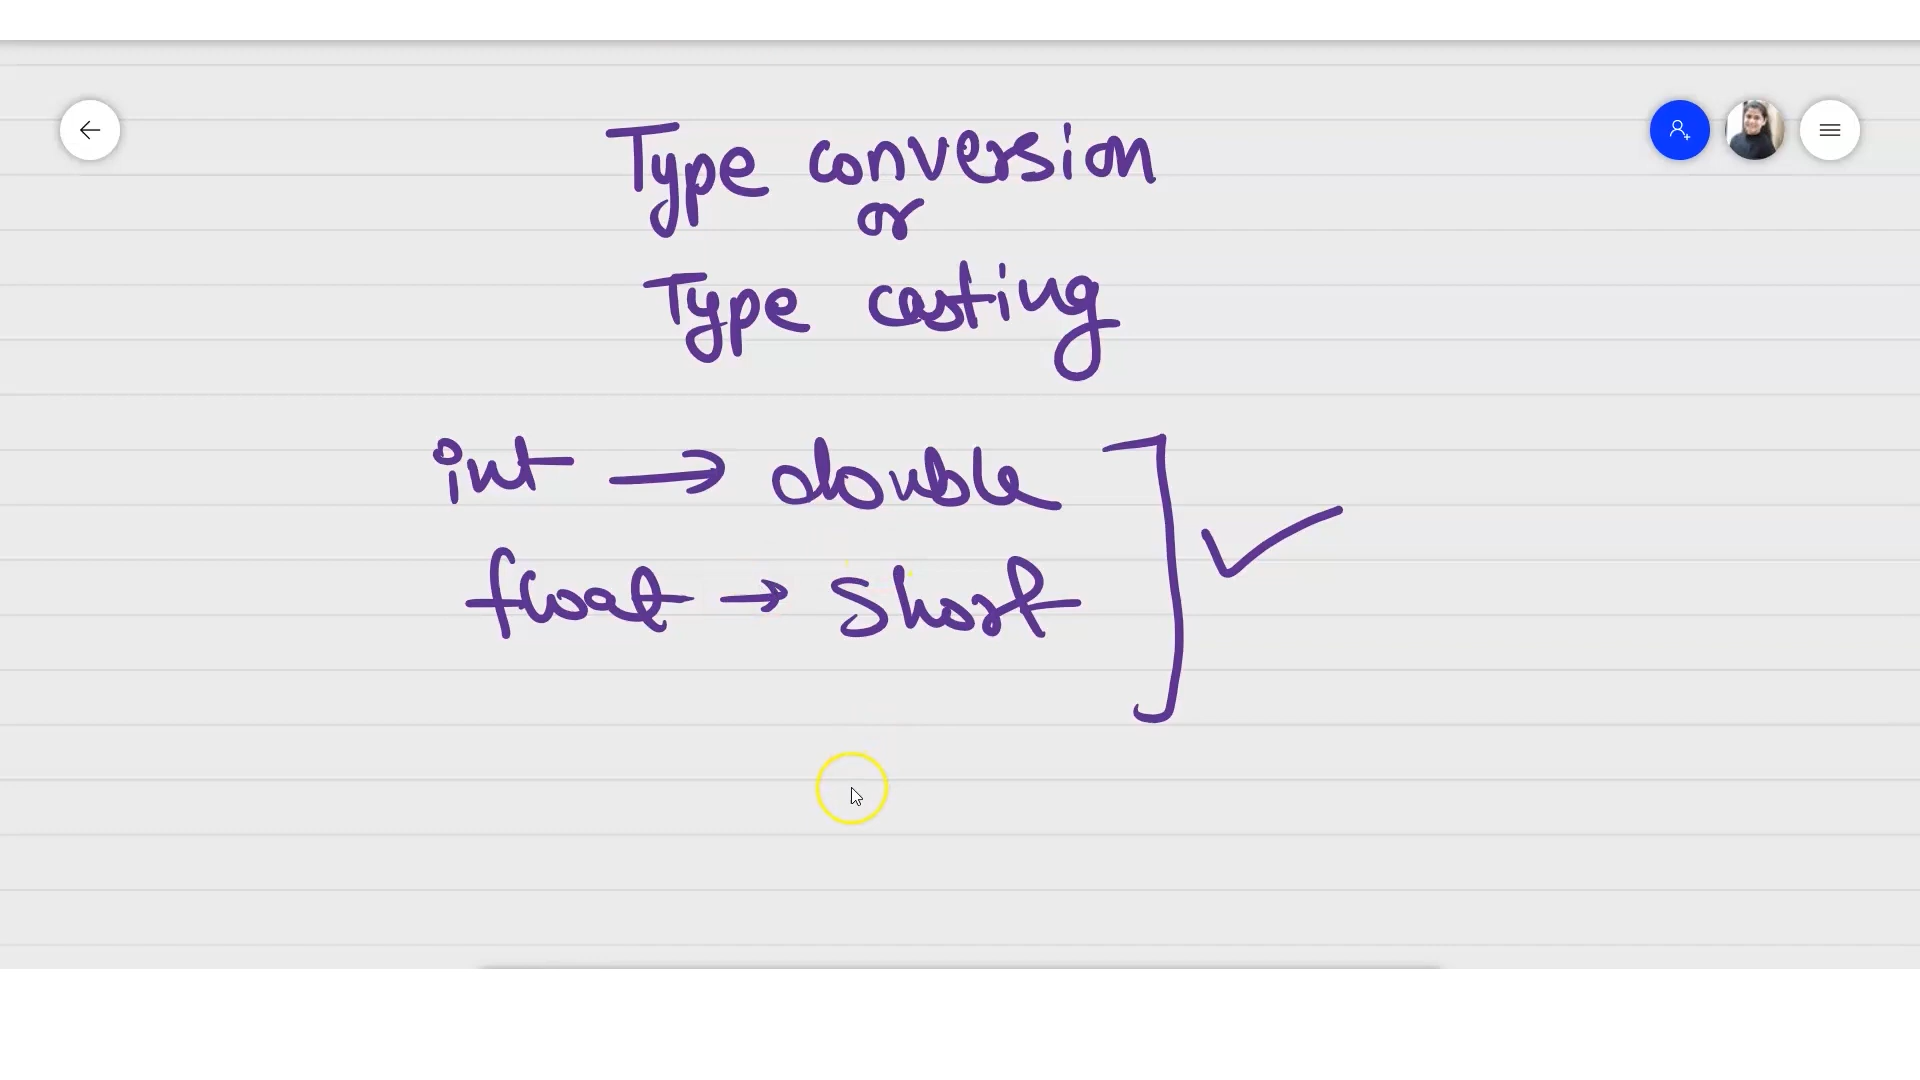 Type conversion
or
Type casting
int → double
float → short